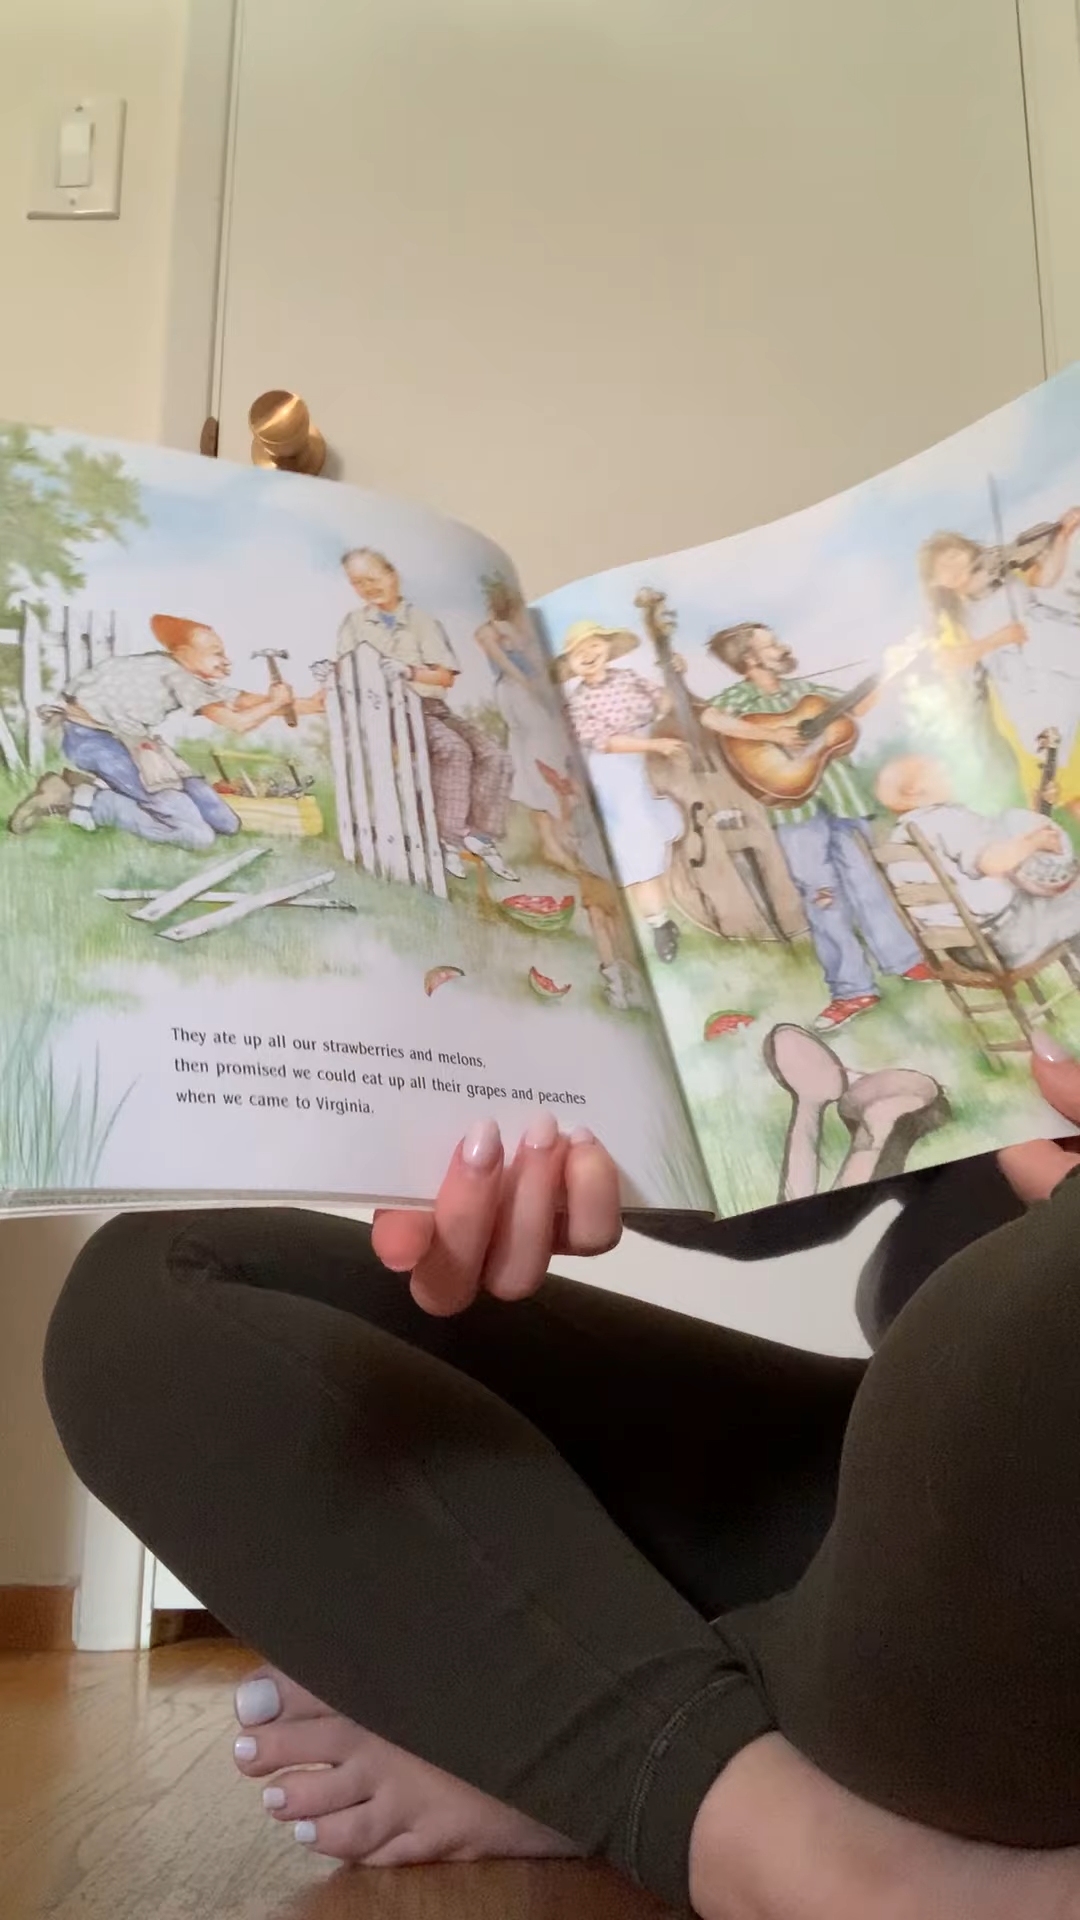 They ate up all our strawberries and melons,
then promised we could eat up all their grapes and peaches
when we came to Virginia.